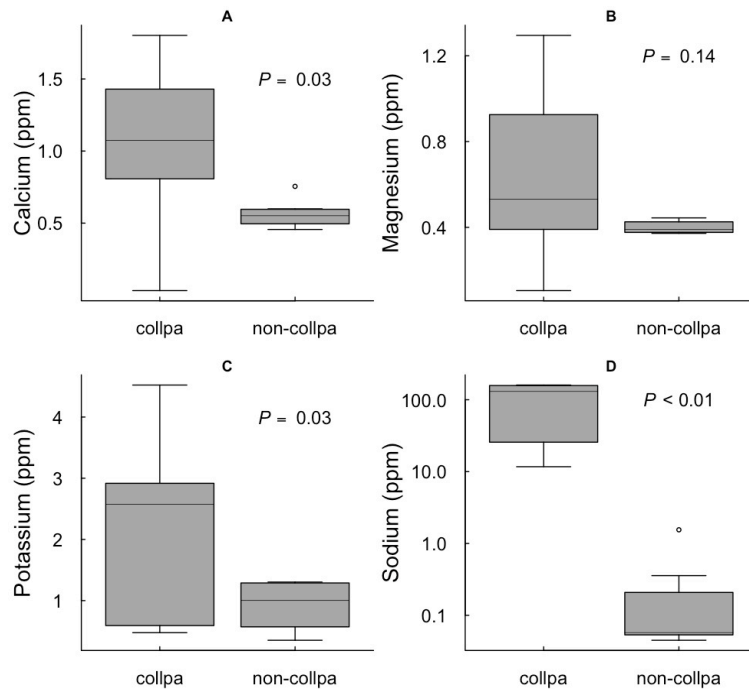 A
Calcium (ppm)
1.5
1.0
0.5
P = 0.03
collpa
non-collpa
B
Magnesium (ppm)
1.2
0.8
0.4
P = 0.14
collpa
non-collpa
C
Potassium (ppm)
4
3
2
1
P = 0.03
collpa
non-collpa
D
Sodium (ppm)
100.0
10.0
1.0
0.1
P < 0.01
collpa
non-collpa